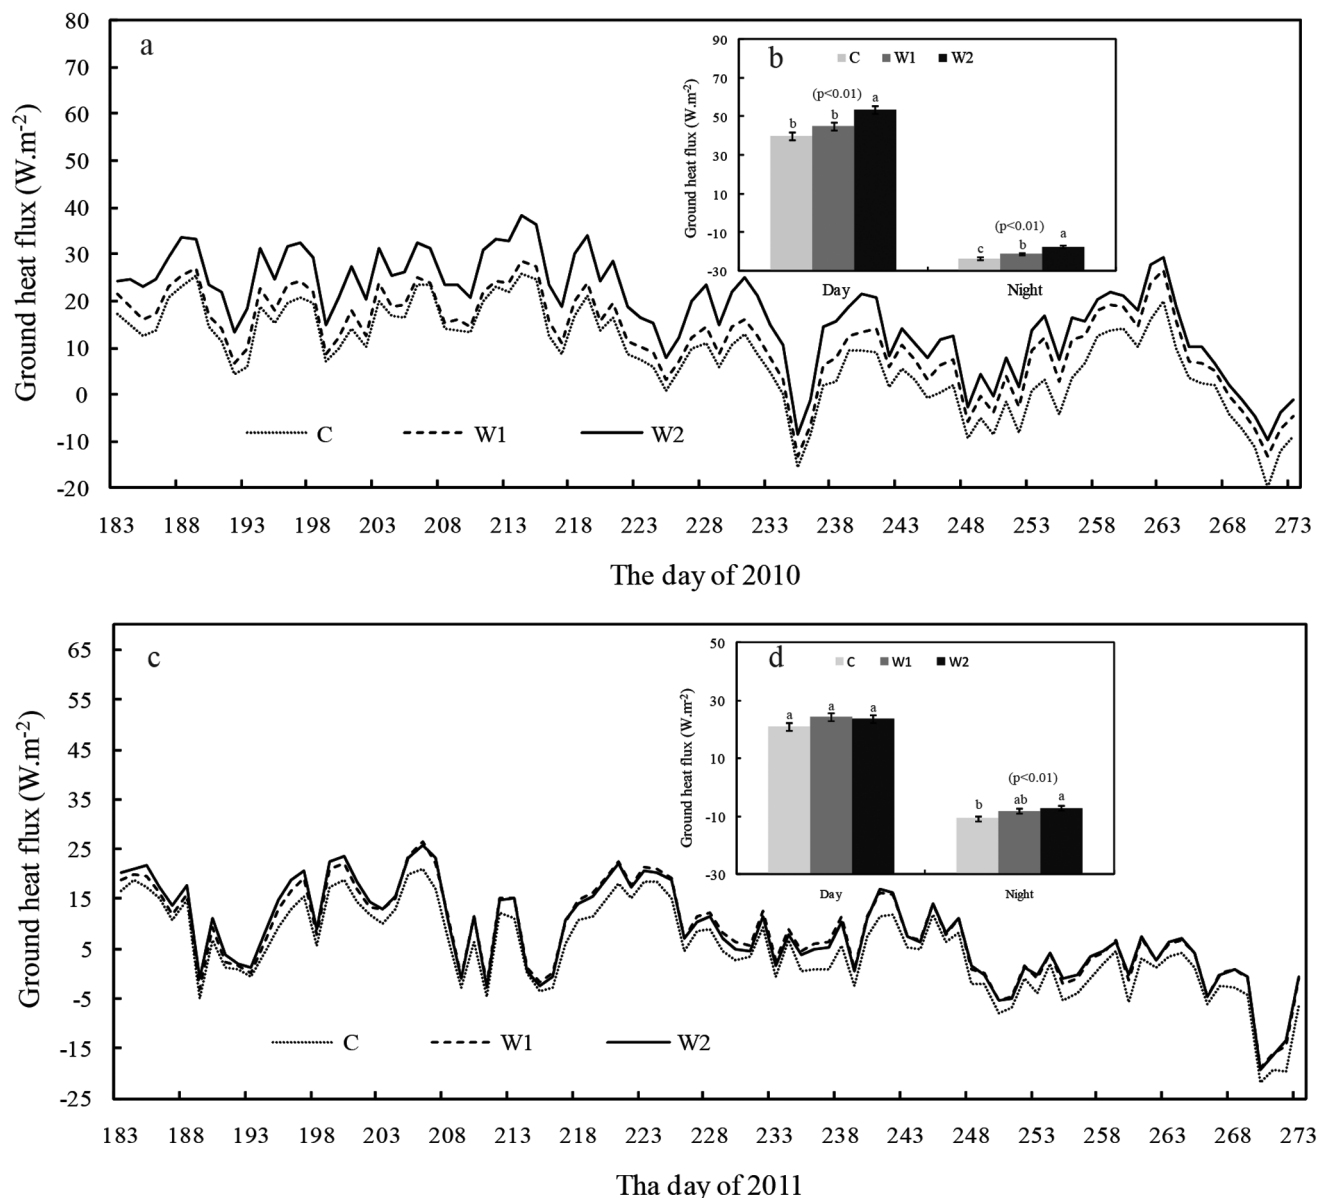 a
80
70
60
50
40
30
20
10
0
-10
-20
Ground heat flux (W.m-2)
C W1 W2
183 188 193 198 203 208 213 218 223 228 233 238 243 248 253 258 263 268 273
The day of 2010
b
C W1 W2
90
70
50
30
10
-10
-30
Ground heat flux (W.m-2)
(p<0.01)
b b a
(p<0.01)
c b a
Day Night
c
65
55
45
35
25
15
5
-5
-15
-25
Ground heat flux (W.m-2)
C W1 W2
183 188 193 198 203 208 213 218 223 228 233 238 243 248 253 258 263 268 273
Tha day of 2011
d
C W1 W2
50
30
10
-10
-30
Ground heat flux (W.m2)
a a a
(p<0.01)
b ab a
Day Night